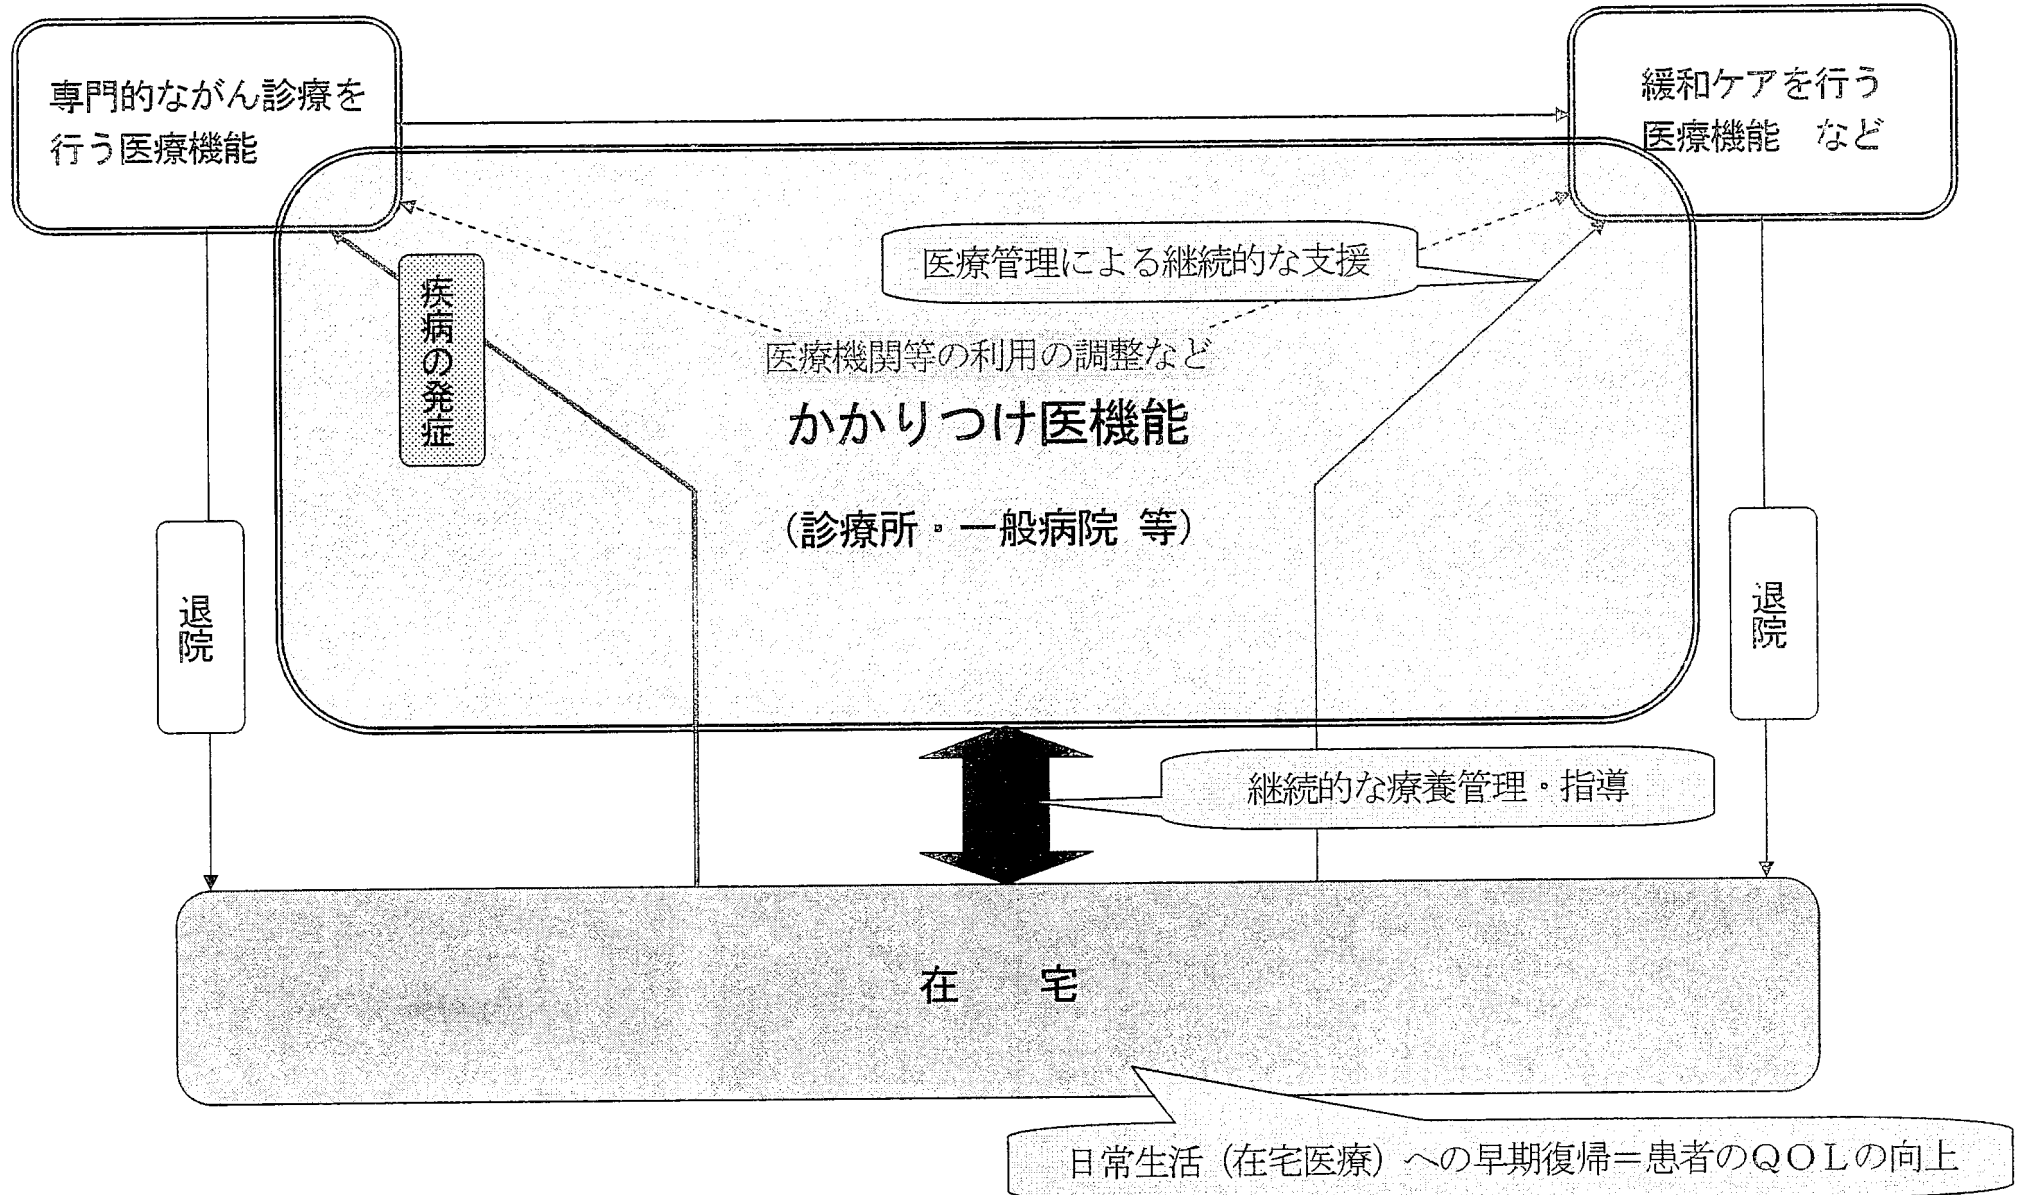 専門的ながん診療を
行う医療機能
緩和ケアを行う
医療機能　など
医療管理による継続的な支援
疾病の発症
医療機関等の利用の調整など
かかりつけ医機能
（診療所・一般病院 等）
退院
退院
継続的な療養管理・指導
在　宅
日常生活（在宅医療）への早期復帰＝患者のＱＯＬの向上